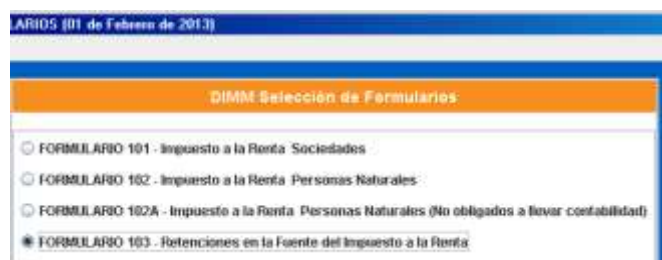 ARIOS (01 de Febrero de 2013)
DIMM Selección de Formularios
FORMULARIO 101 - Impuesto a la Renta Sociedades
FORMULARIO 102 - Impuesto a la Renta Personas Naturales
FORMULARIO 102A - Impuesto a la Renta Personas Naturales (No obligados a llevar contabilidad)
FORMULARIO 103 - Retenciones en la Fuente del Impuesto a la Renta